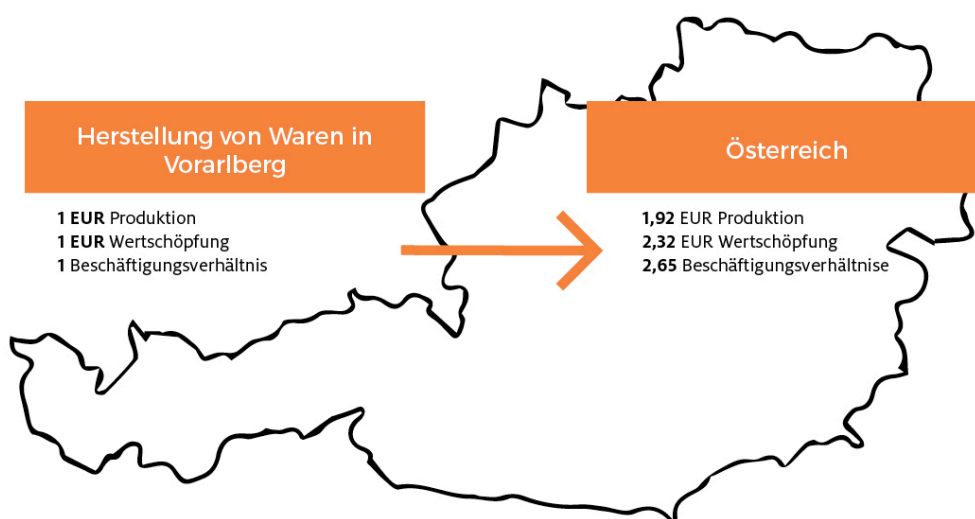 Herstellung von Waren in
Vorarlberg
1 EUR Produktion
1 EUR Wertschöpfung
1 Beschäftigungsverhältnis
Österreich
1,92 EUR Produktion
2,32 EUR Wertschöpfung
2,65 Beschäftigungsverhältnise